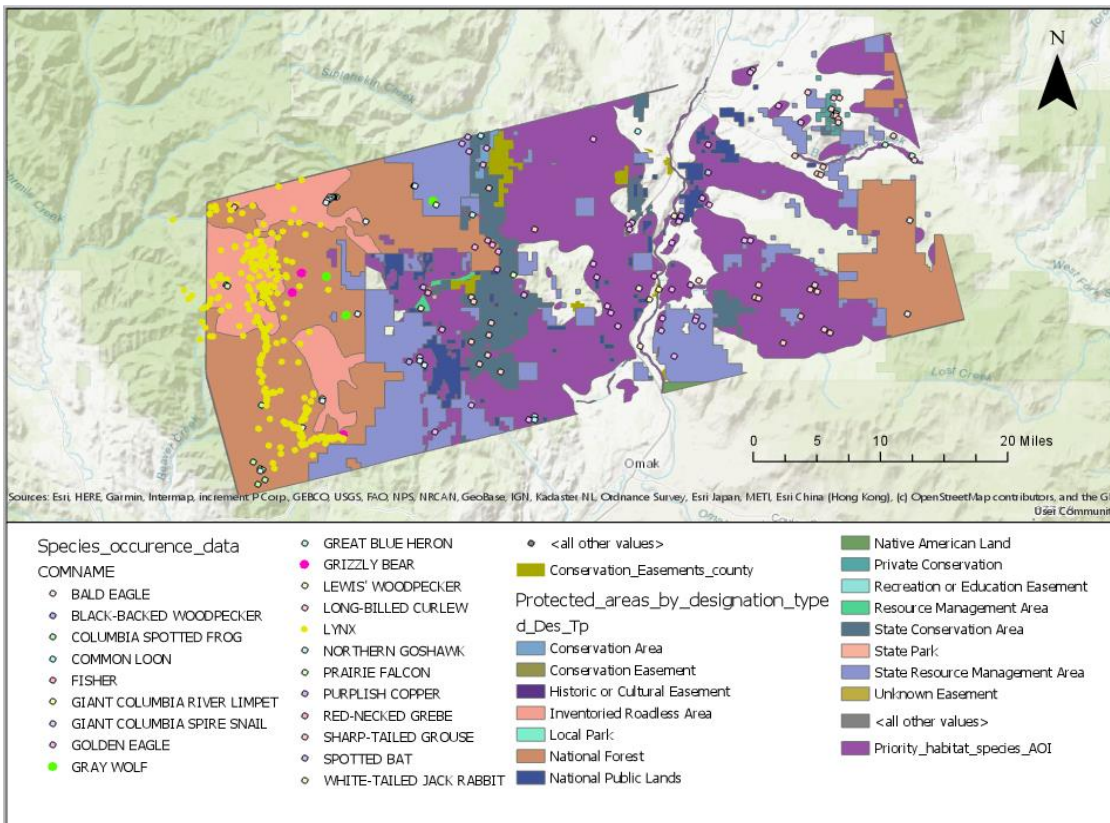 N
Sinlahekin Creek
Beaver Creek
Lost Creek
Omak
0 5 10 20 Miles
Sources: Esri, HERE, Garmin, Intermap, increment P Corp., GEBCO, USGS, FAO, NPS, NRCAN, GeoBase, IGN, Kadaster NL, Ordnance Survey, Esri Japan, METI, Esri China (Hong Kong), (c) OpenStreetMap contributors, and the GI
User Communit
Species_occurence_data
COMNAME
BALD EAGLE
BLACK-BACKED WOODPECKER
COLUMBIA SPOTTED FROG
COMMON LOON
FISHER
GIANT COLUMBIA RIVER LIMPET
GIANT COLUMBIA SPIRE SNAIL
GOLDEN EAGLE
GRAY WOLF
GREAT BLUE HERON
GRIZZLY BEAR
LEWIS' WOODPECKER
LONG-BILLED CURLEW
LYNX
NORTHERN GOSHAWK
PRAIRIE FALCON
PURPLISH COPPER
RED-NECKED GREBE
SHARP-TAILED GROUSE
SPOTTED BAT
WHITE-TAILED JACK RABBIT
<all other values>
Conservation_Easements_county
Protected_areas_by_designation_type
d_Des_Tp
Conservation Area
Conservation Easement
Historic or Cultural Easement
Inventoried Roadless Area
Local Park
National Forest
National Public Lands
Native American Land
Private Conservation
Recreation or Education Easement
Resource Management Area
State Conservation Area
State Park
State Resource Management Area
Unknown Easement
<all other values>
Priority_habitat_species_AOI